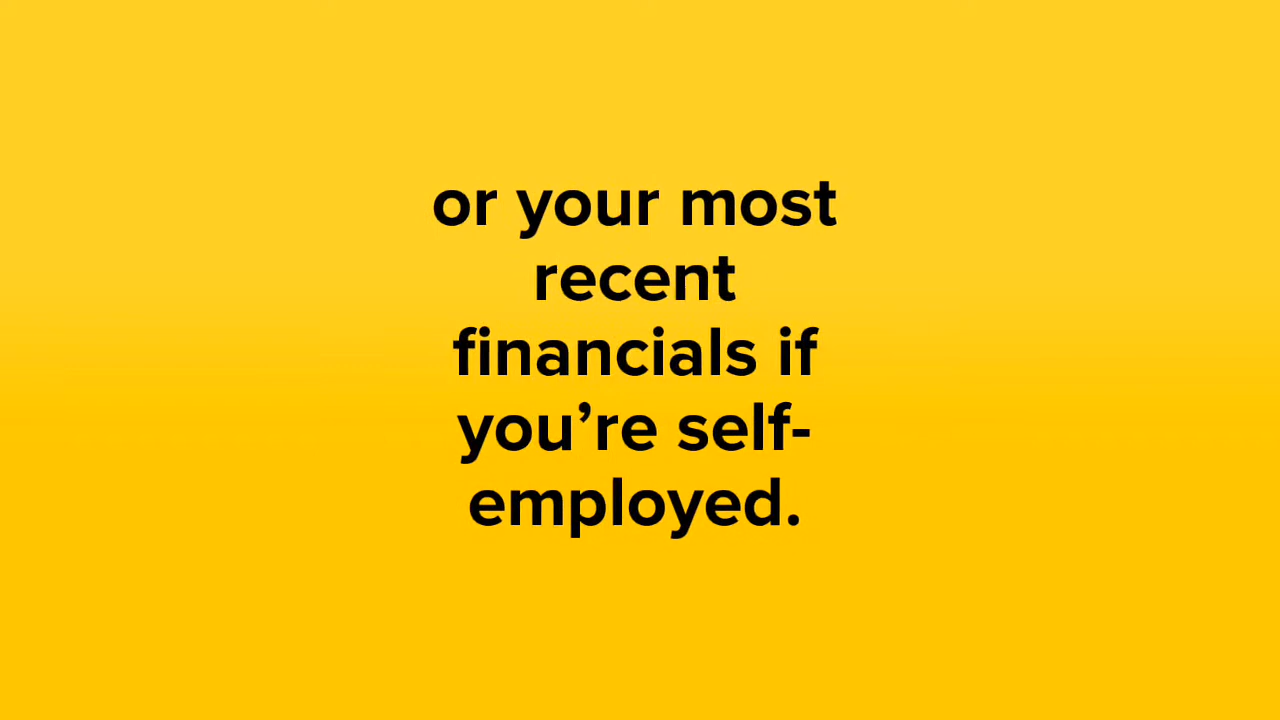 or your most
recent
financials if
you’re self-
employed.